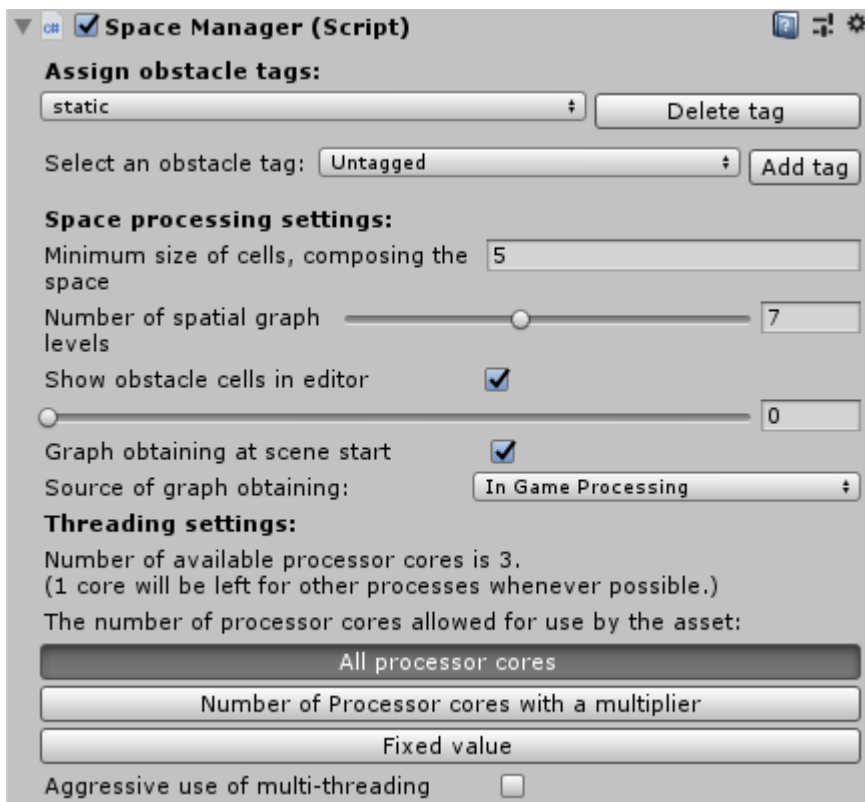 c# Space Manager (Script)
Assign obstacle tags:
static Delete tag
Select an obstacle tag: Untagged Add tag
Space processing settings:
Minimum size of cells, composing the 5
space
Number of spatial graph 7
levels
Show obstacle cells in editor
0
Graph obtaining at scene start
Source of graph obtaining: In Game Processing
Threading settings:
Number of available processor cores is 3.
(1 core will be left for other processes whenever possible.)
The number of processor cores allowed for use by the asset:
All processor cores
Number of Processor cores with a multiplier
Fixed value
Aggressive use of multi-threading